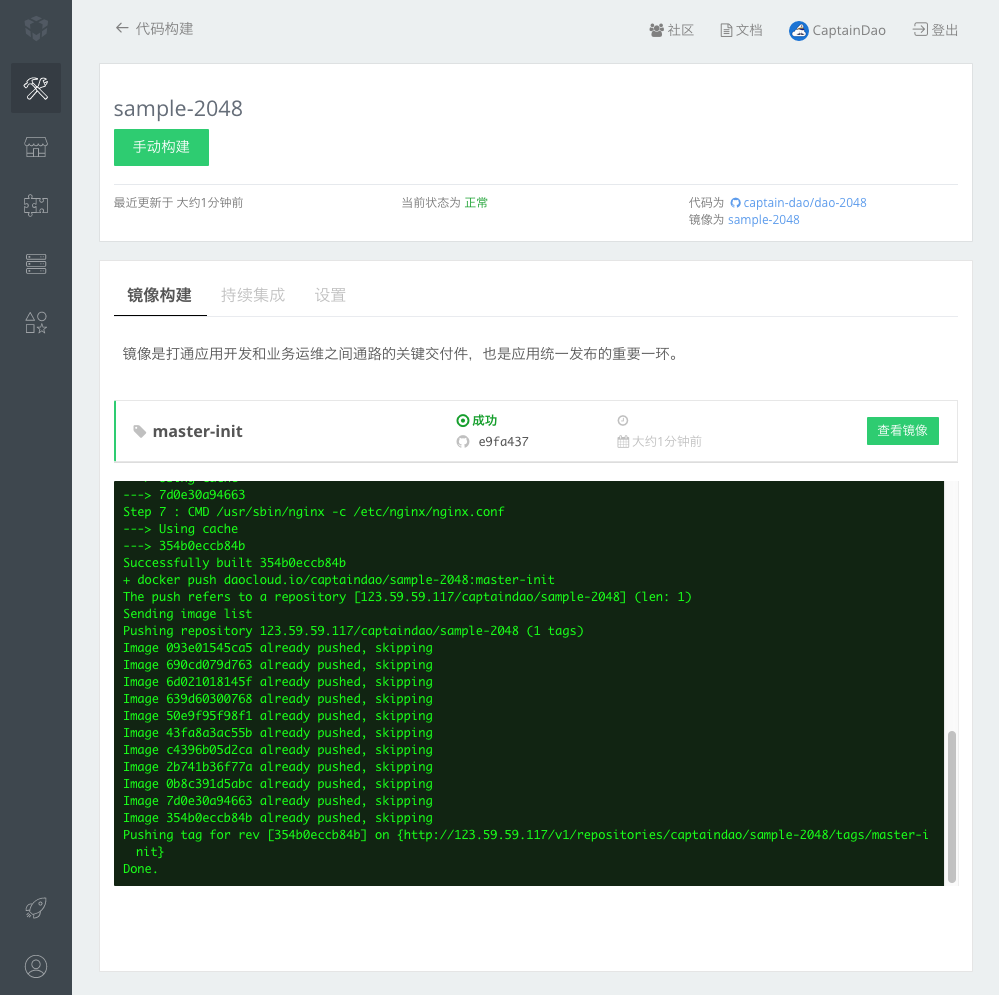 ← 代码构建
社区 文档 CaptainDao 登出
sample-2048
手动构建
最近更新于 大约1分钟前
当前状态为 正常
代码为 captain-dao/dao-2048
镜像为 sample-2048
镜像构建 持续集成 设置
镜像是打通应用开发和业务运维之间通路的关键交付件，也是应用统一发布的重要一环。
master-init
成功
e9fa437
大约1分钟前
查看镜像
---> Using cache
---> 7d0e30a94663
Step 7 : CMD /usr/sbin/nginx -c /etc/nginx/nginx.conf
---> Using cache
---> 354b0eccb84b
Successfully built 354b0eccb84b
+ docker push daocloud.io/captaindao/sample-2048:master-init
The push refers to a repository [123.59.59.117/captaindao/sample-2048] (len: 1)
Sending image list
Pushing repository 123.59.59.117/captaindao/sample-2048 (1 tags)
Image 093e01545ca5 already pushed, skipping
Image 690cd079d763 already pushed, skipping
Image 6d021018145f already pushed, skipping
Image 639d60300768 already pushed, skipping
Image 50e9f95f98f1 already pushed, skipping
Image 43fa8a3ac55b already pushed, skipping
Image c4396b05d2ca already pushed, skipping
Image 2b741b36f77a already pushed, skipping
Image 0b8c391d5abc already pushed, skipping
Image 7d0e30a94663 already pushed, skipping
Image 354b0eccb84b already pushed, skipping
Pushing tag for rev [354b0eccb84b] on {http://123.59.59.117/v1/repositories/captaindao/sample-2048/tags/master-i
nit}
Done.